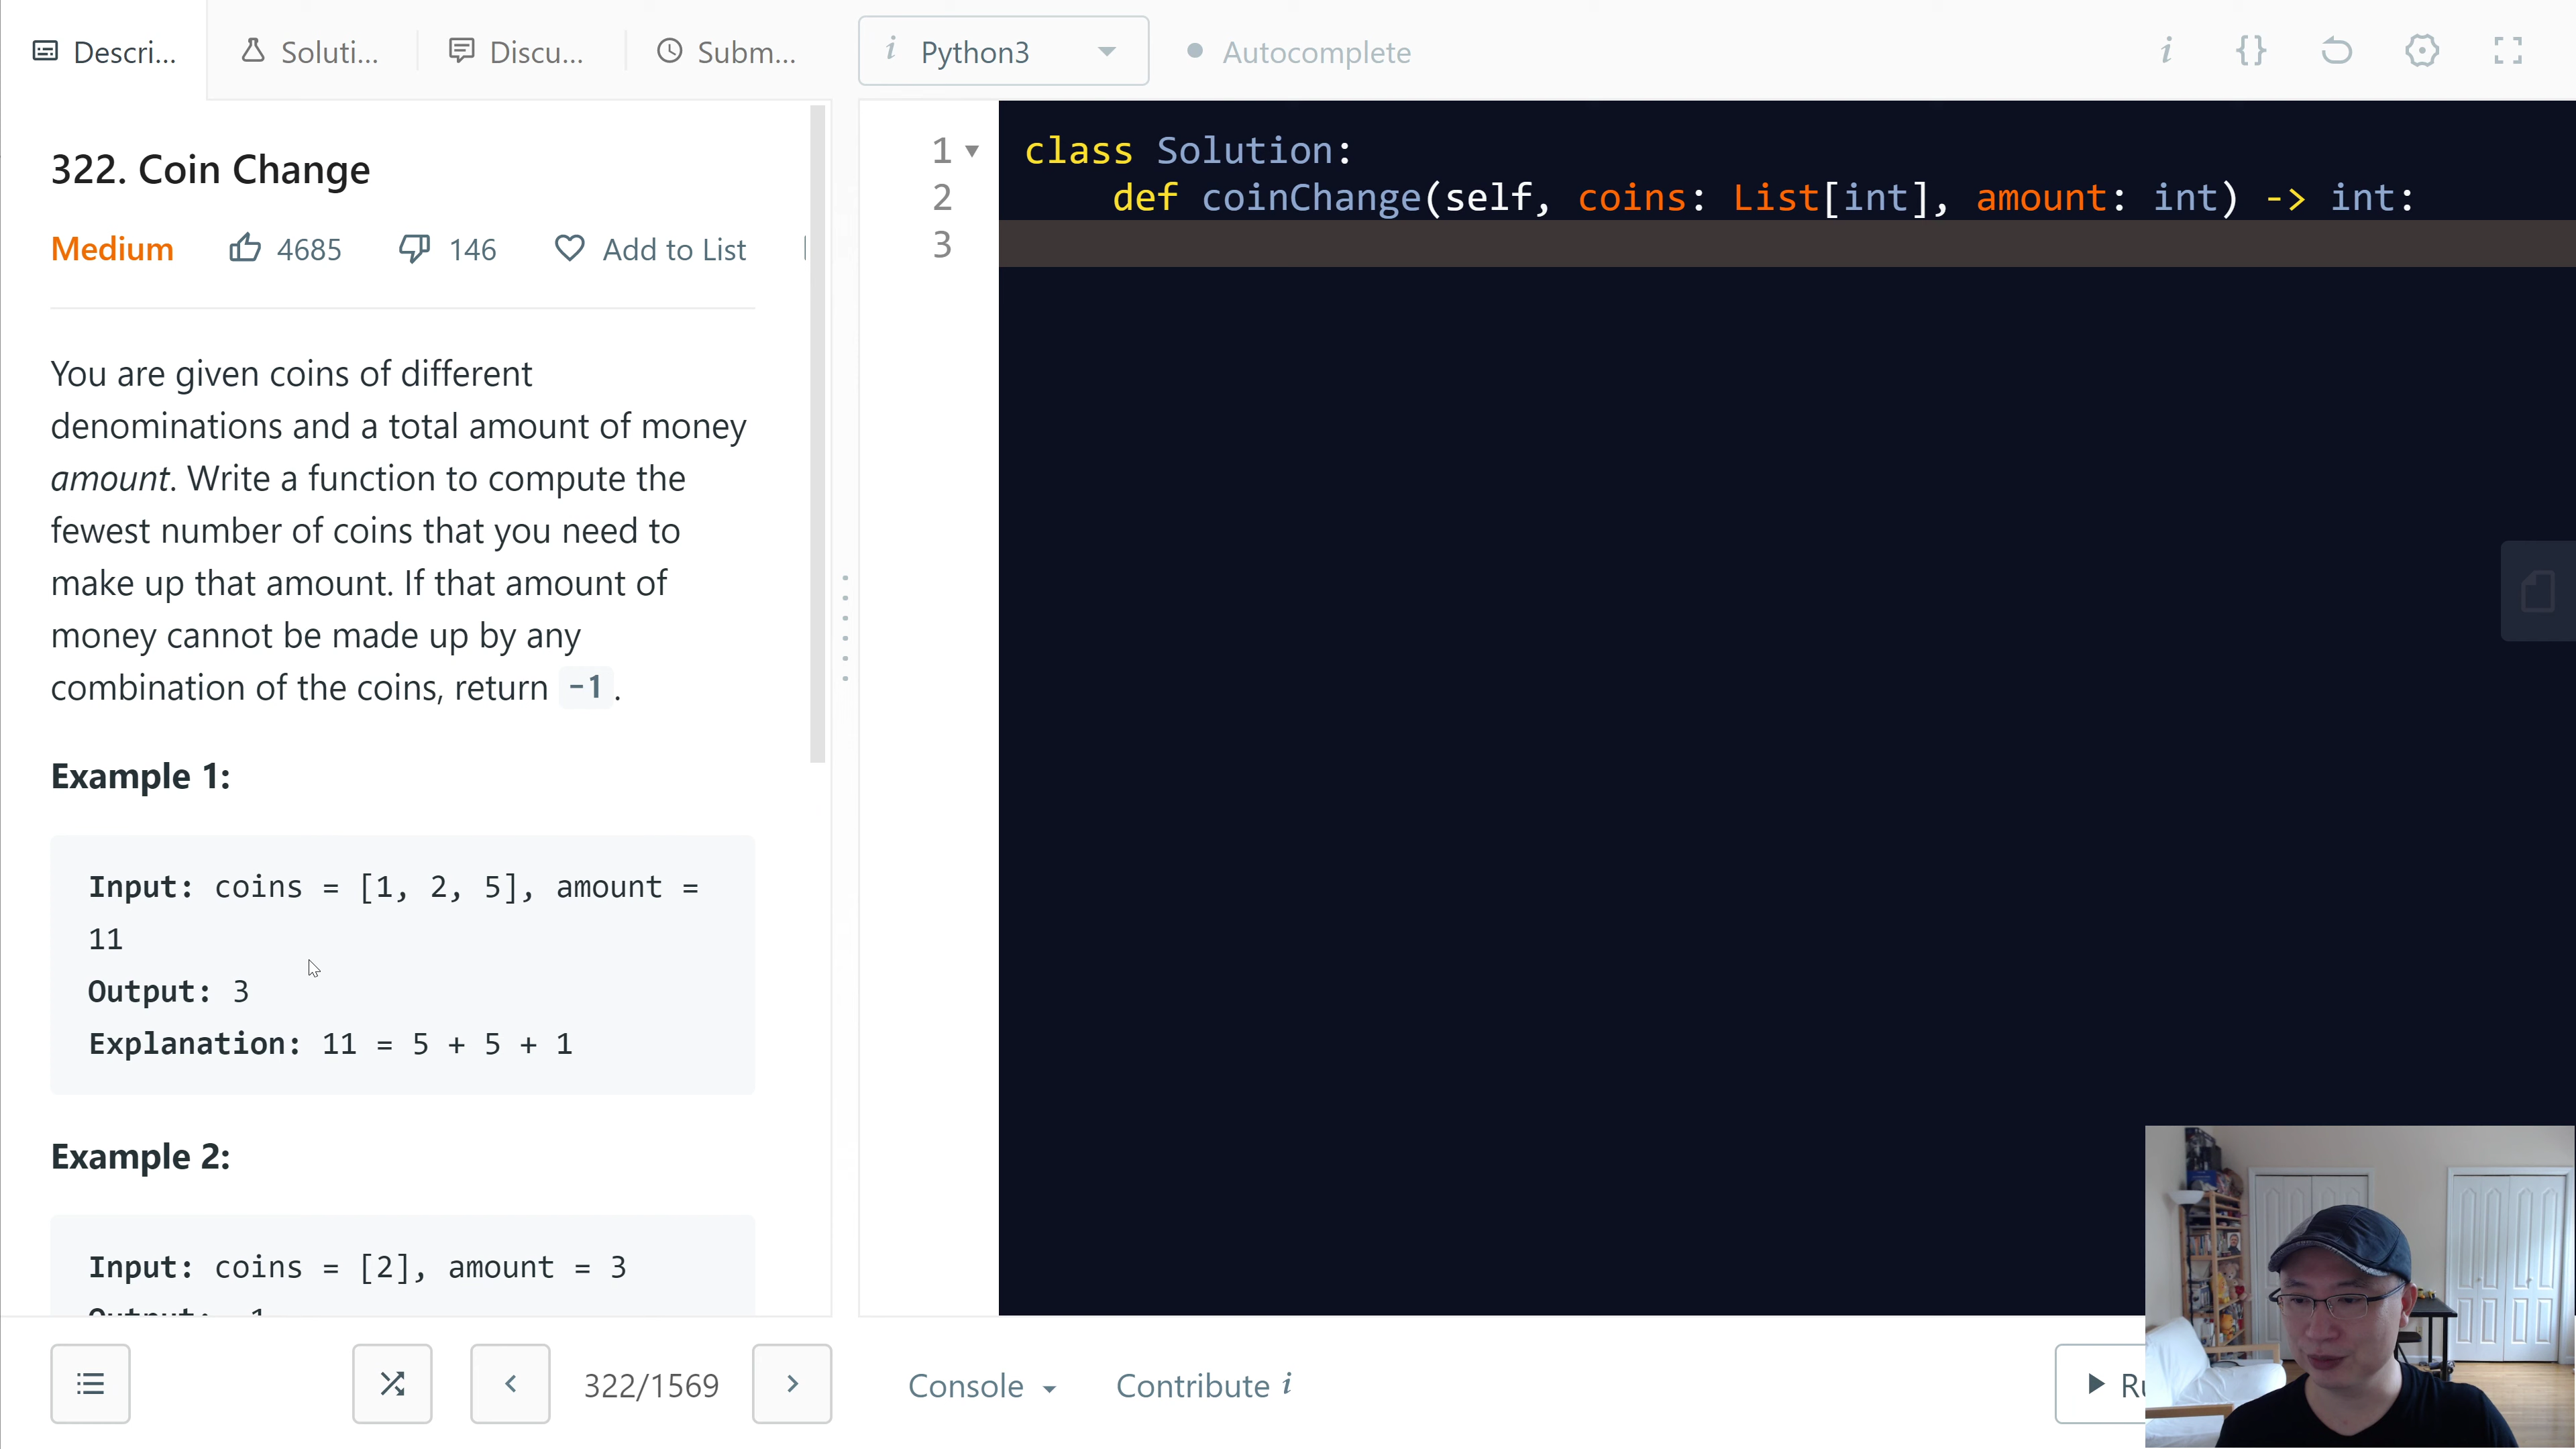 Descri...
Soluti...
Discu...
Subm...
i Python3
Autocomplete
i {}
322. Coin Change
Medium 4685 146 Add to List
You are given coins of different
denominations and a total amount of money
amount. Write a function to compute the
fewest number of coins that you need to
make up that amount. If that amount of
money cannot be made up by any
combination of the coins, return -1.
Example 1:
Input: coins = [1, 2, 5], amount =
11
Output: 3
Explanation: 11 = 5 + 5 + 1
Example 2:
Input: coins = [2], amount = 3
322/1569
1 class Solution:
2 def coinChange(self, coins: List[int], amount: int) -> int:
3
Console
Contribute i